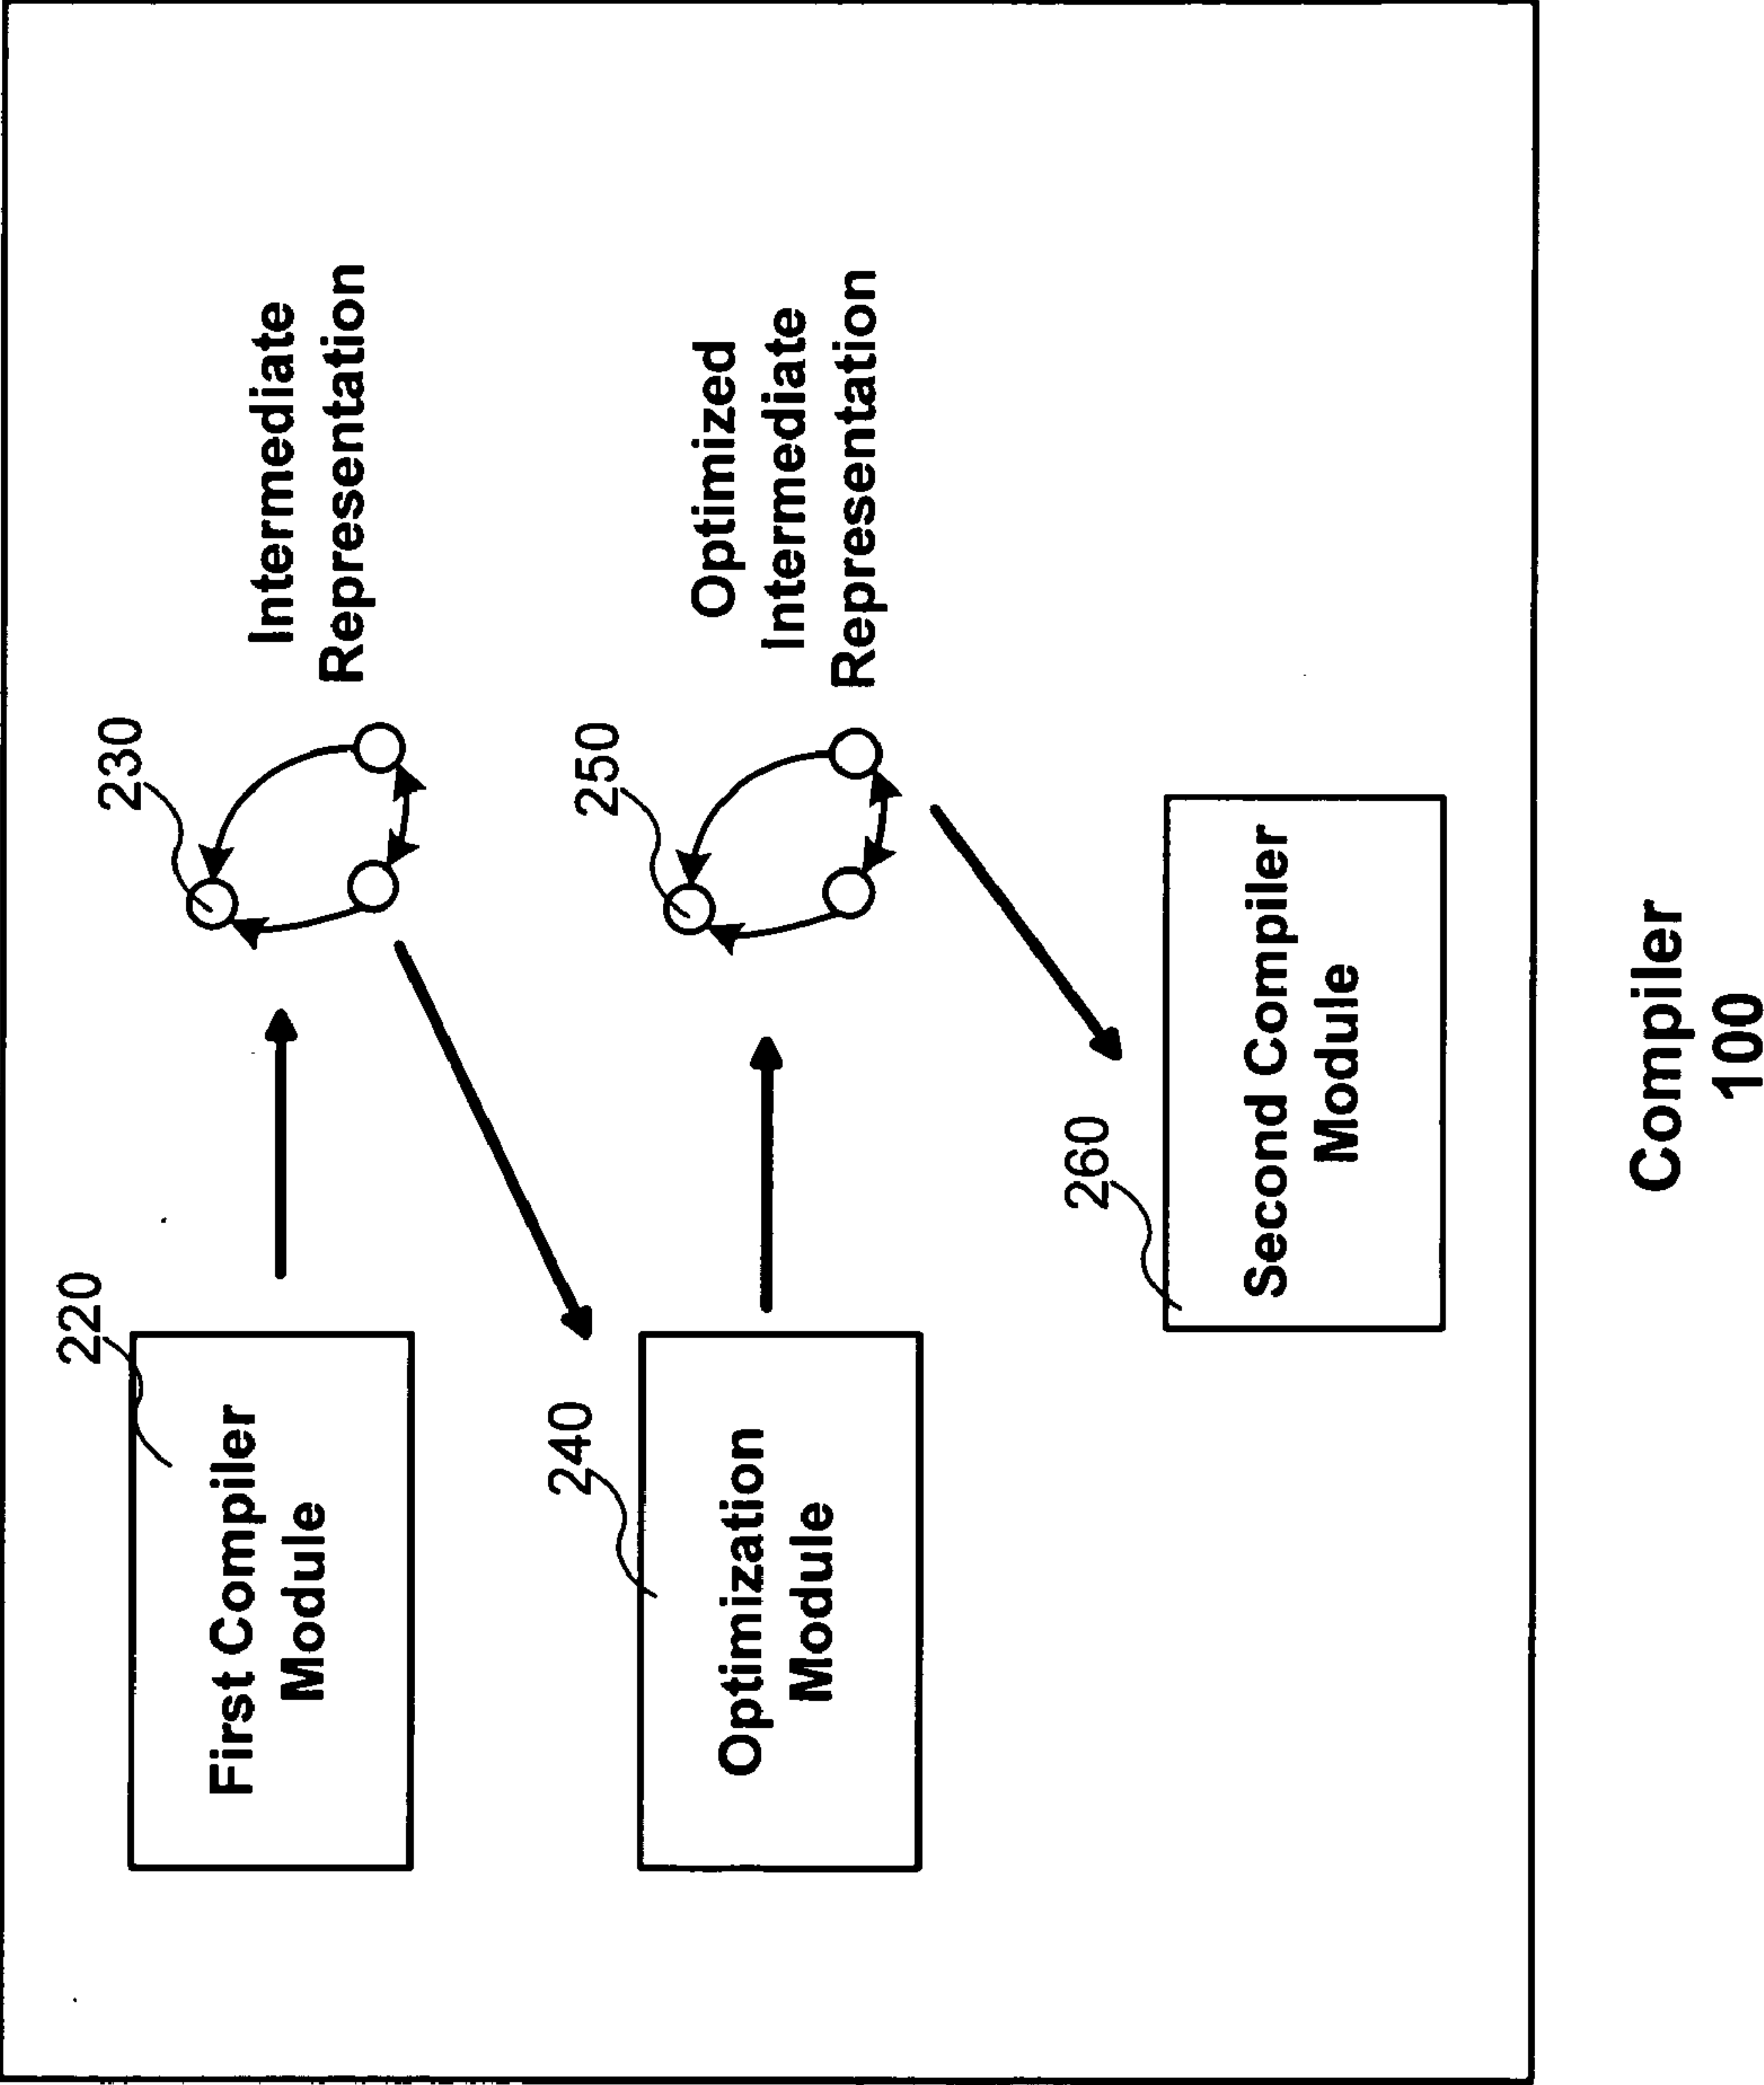 220
First Compiler
Module
230
Intermediate
Representation
240
Optimization
Module
250
Optimized
Intermediate
Representation
260
Second Compiler
Module
Compiler
100